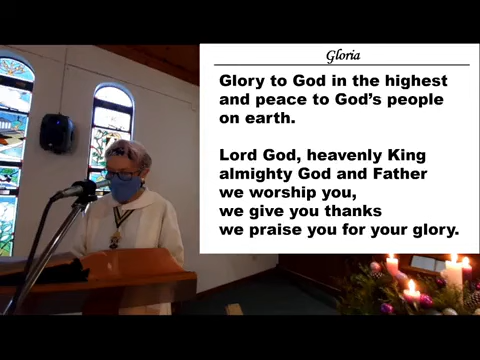 Gloria
Glory to God in the highest
and peace to God’s people
on earth.
Lord God, heavenly King
almighty God and Father
we worship you,
we give you thanks
we praise you for your glory.